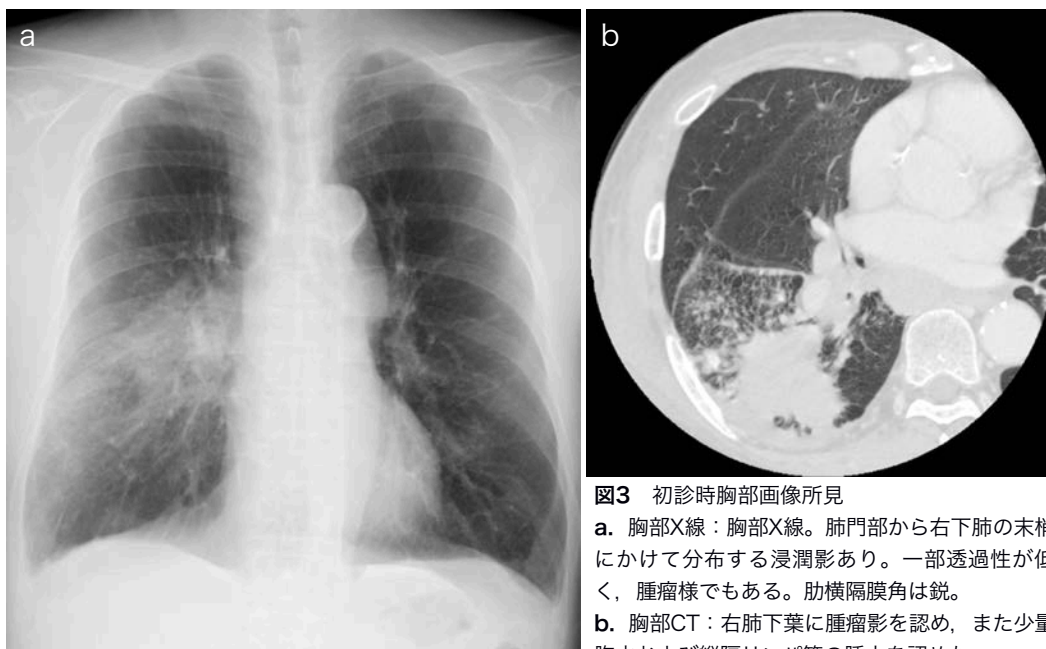 a
b
図3 初診時胸部画像所見
a. 胸部X線：胸部X線。肺門部から右下肺の末梢
にかけて分布する浸潤影あり。一部透過性が低
く，腫瘤様でもある。肋横隔膜角は鋭。
b. 胸部CT：右肺下葉に腫瘤影を認め，また少量